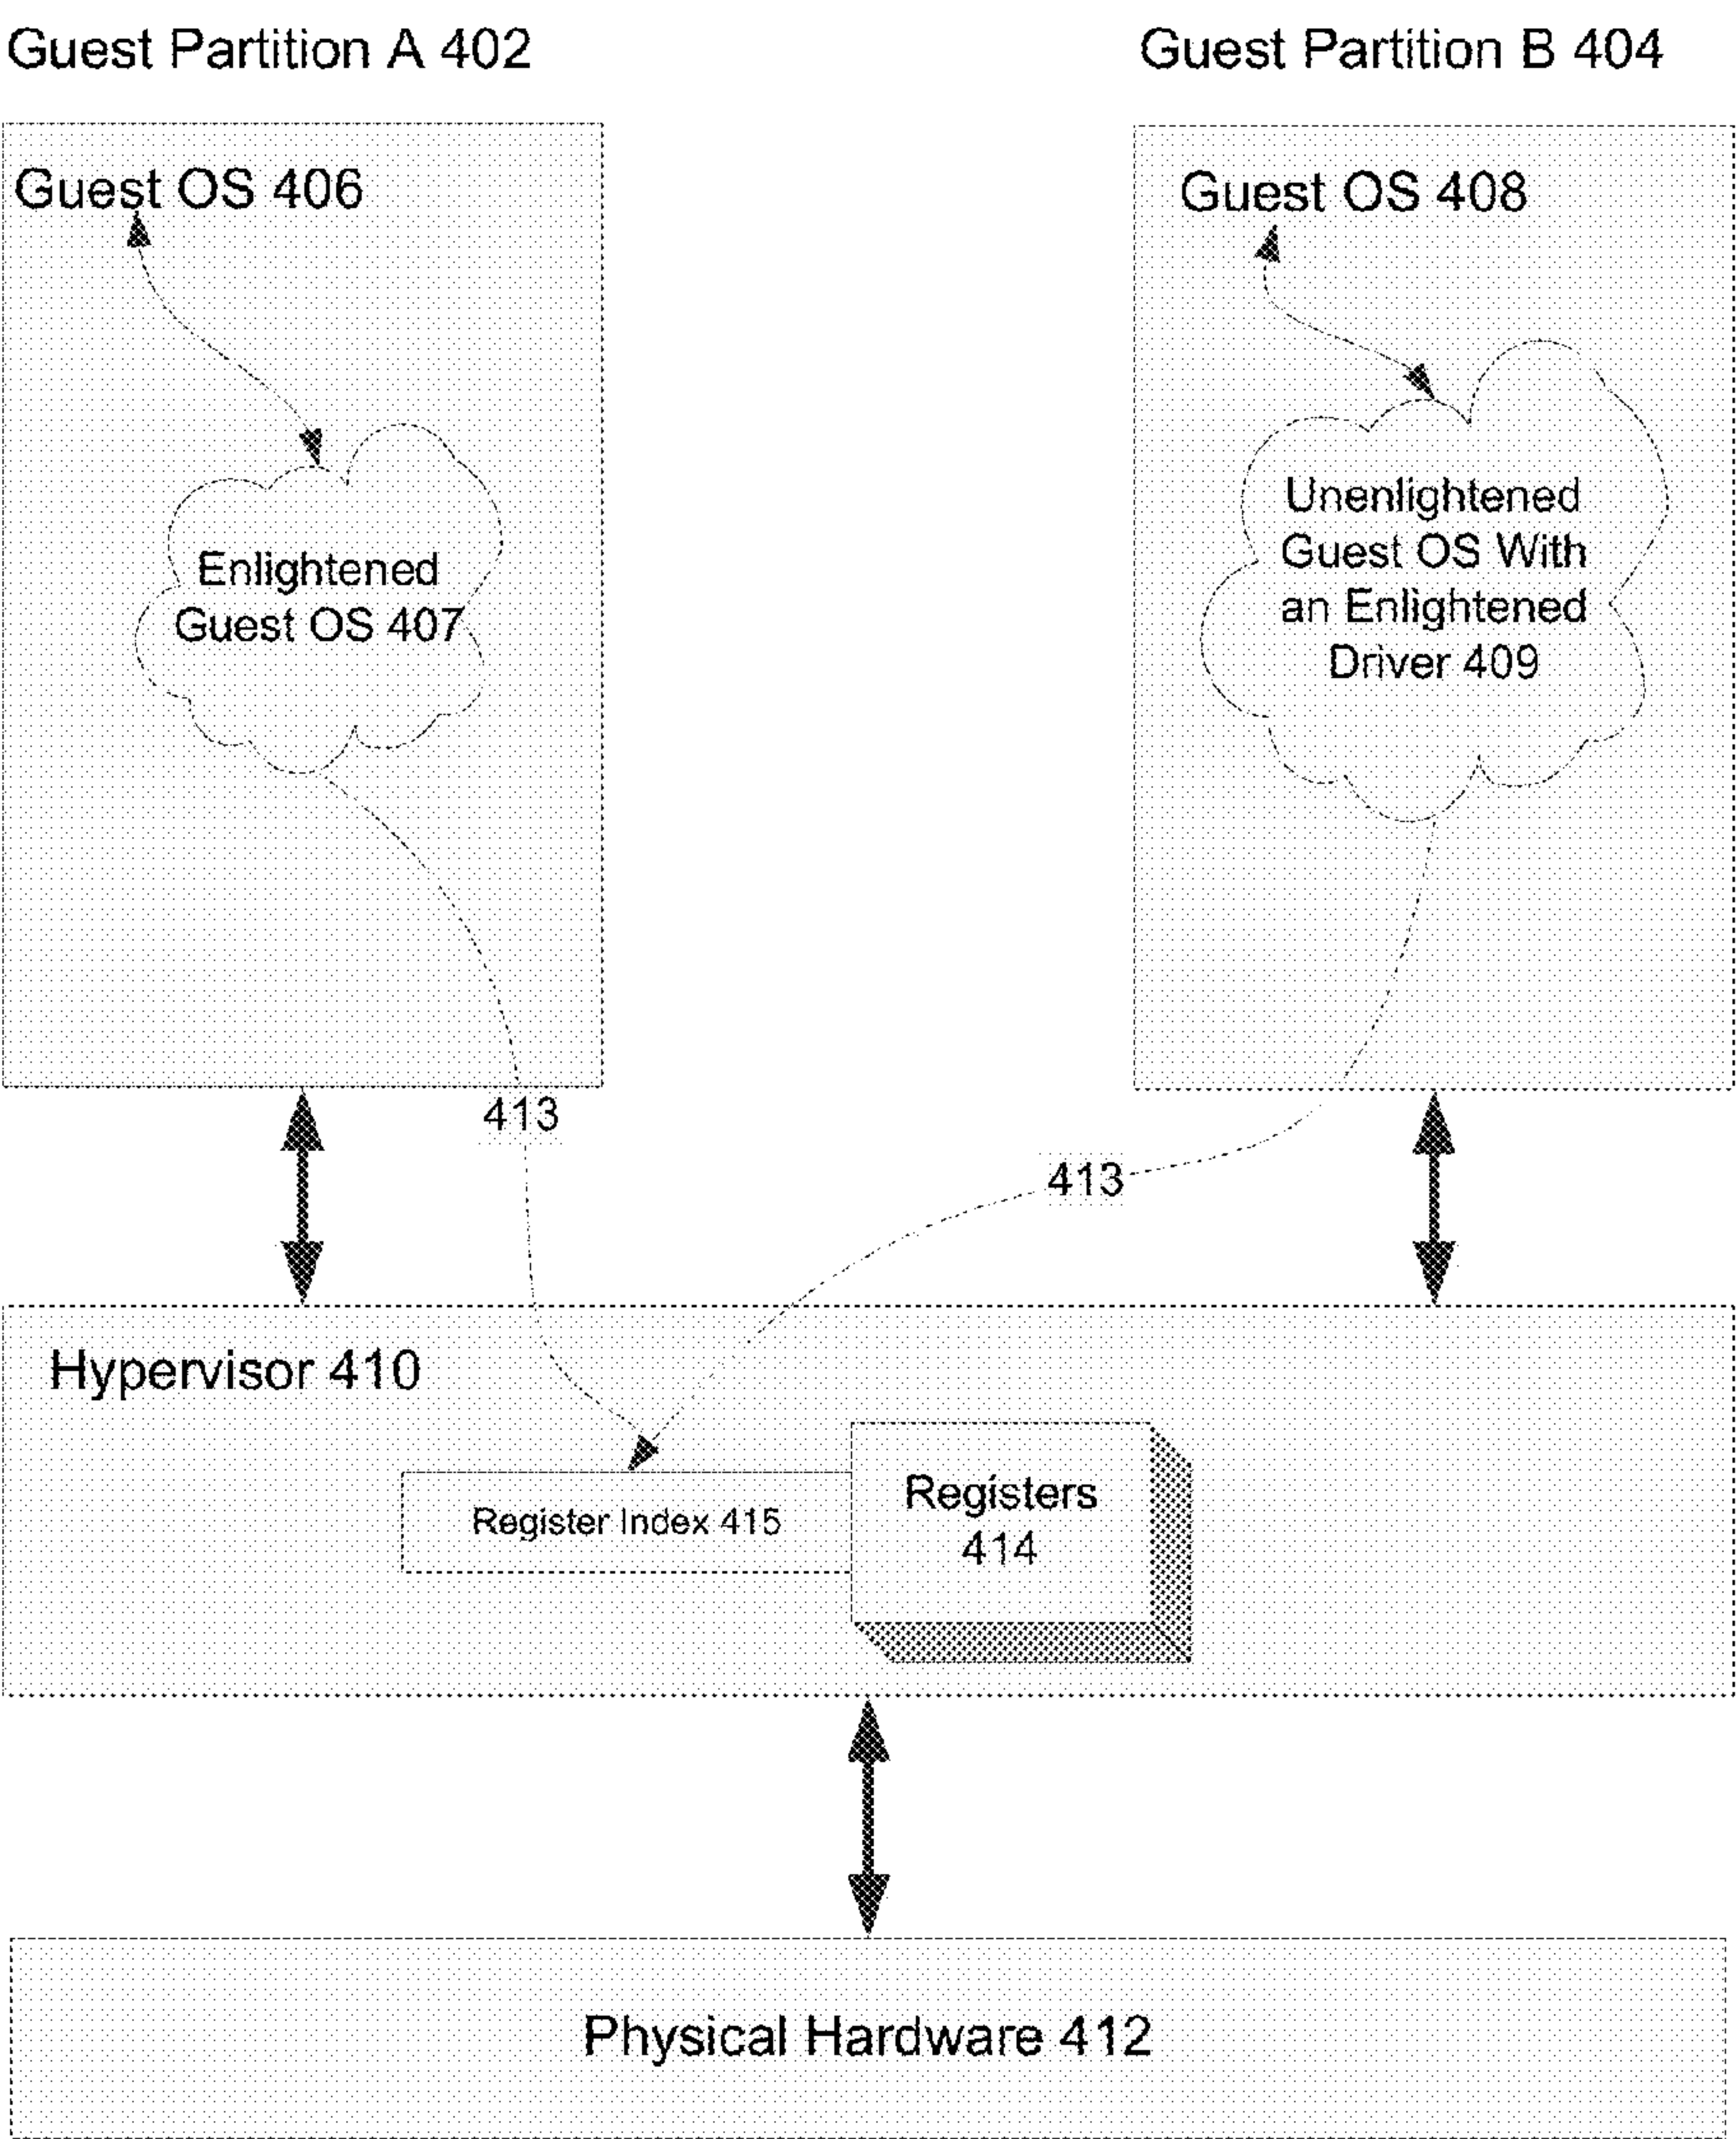 Guest Partition A 402
Guest Partition B 404
Guest OS 406
Guest OS 408
Enlightened
Guest OS 407
Unenlightened
Guest OS With
an Enlightened
Driver 409
413
413
Hypervisor 410
Register Index 415
Registers
414
Physical Hardware 412